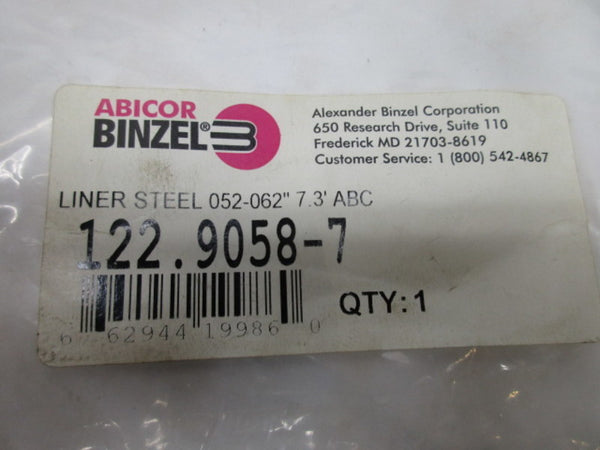 ABICOR
BINZEL®
Alexander Binzel Corporation
650 Research Drive, Suite 110
Frederick MD 21703-8619
Customer Service: 1 (800) 542-4867
LINER STEEL 052-062" 7.3' ABC
122.9058-7
QTY:1
6 62944 19986 0